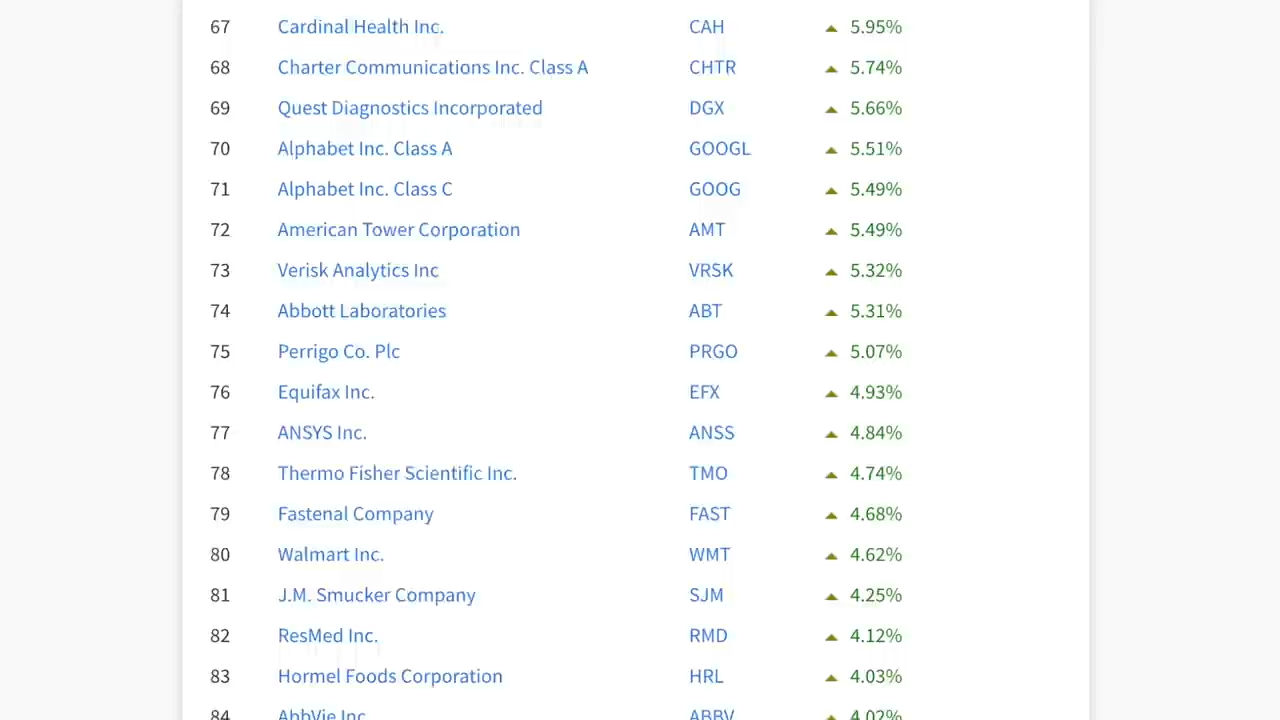 67 Cardinal Health Inc. CAH 5.95%
68 Charter Communications Inc. Class A CHTR 5.74%
69 Quest Diagnostics Incorporated DGX 5.66%
70 Alphabet Inc. Class A GOOGL 5.51%
71 Alphabet Inc. Class C GOOG 5.49%
72 American Tower Corporation AMT 5.49%
73 Verisk Analytics Inc VRSK 5.32%
74 Abbott Laboratories ABT 5.31%
75 Perrigo Co. Plc PRGO 5.07%
76 Equifax Inc. EFX 4.93%
77 ANSYS Inc. ANSS 4.84%
78 Thermo Fisher Scientific Inc. TMO 4.74%
79 Fastenal Company FAST 4.68%
80 Walmart Inc. WMT 4.62%
81 J.M. Smucker Company SJM 4.25%
82 ResMed Inc. RMD 4.12%
83 Hormel Foods Corporation HRL 4.03%
84 AbbVie Inc. ABBV 4.02%